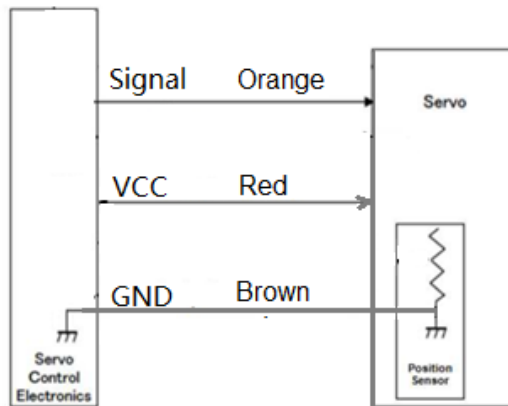 Signal Orange
Servo
VCC Red
GND Brown
Servo
Control
Electronics
Position
Sensor